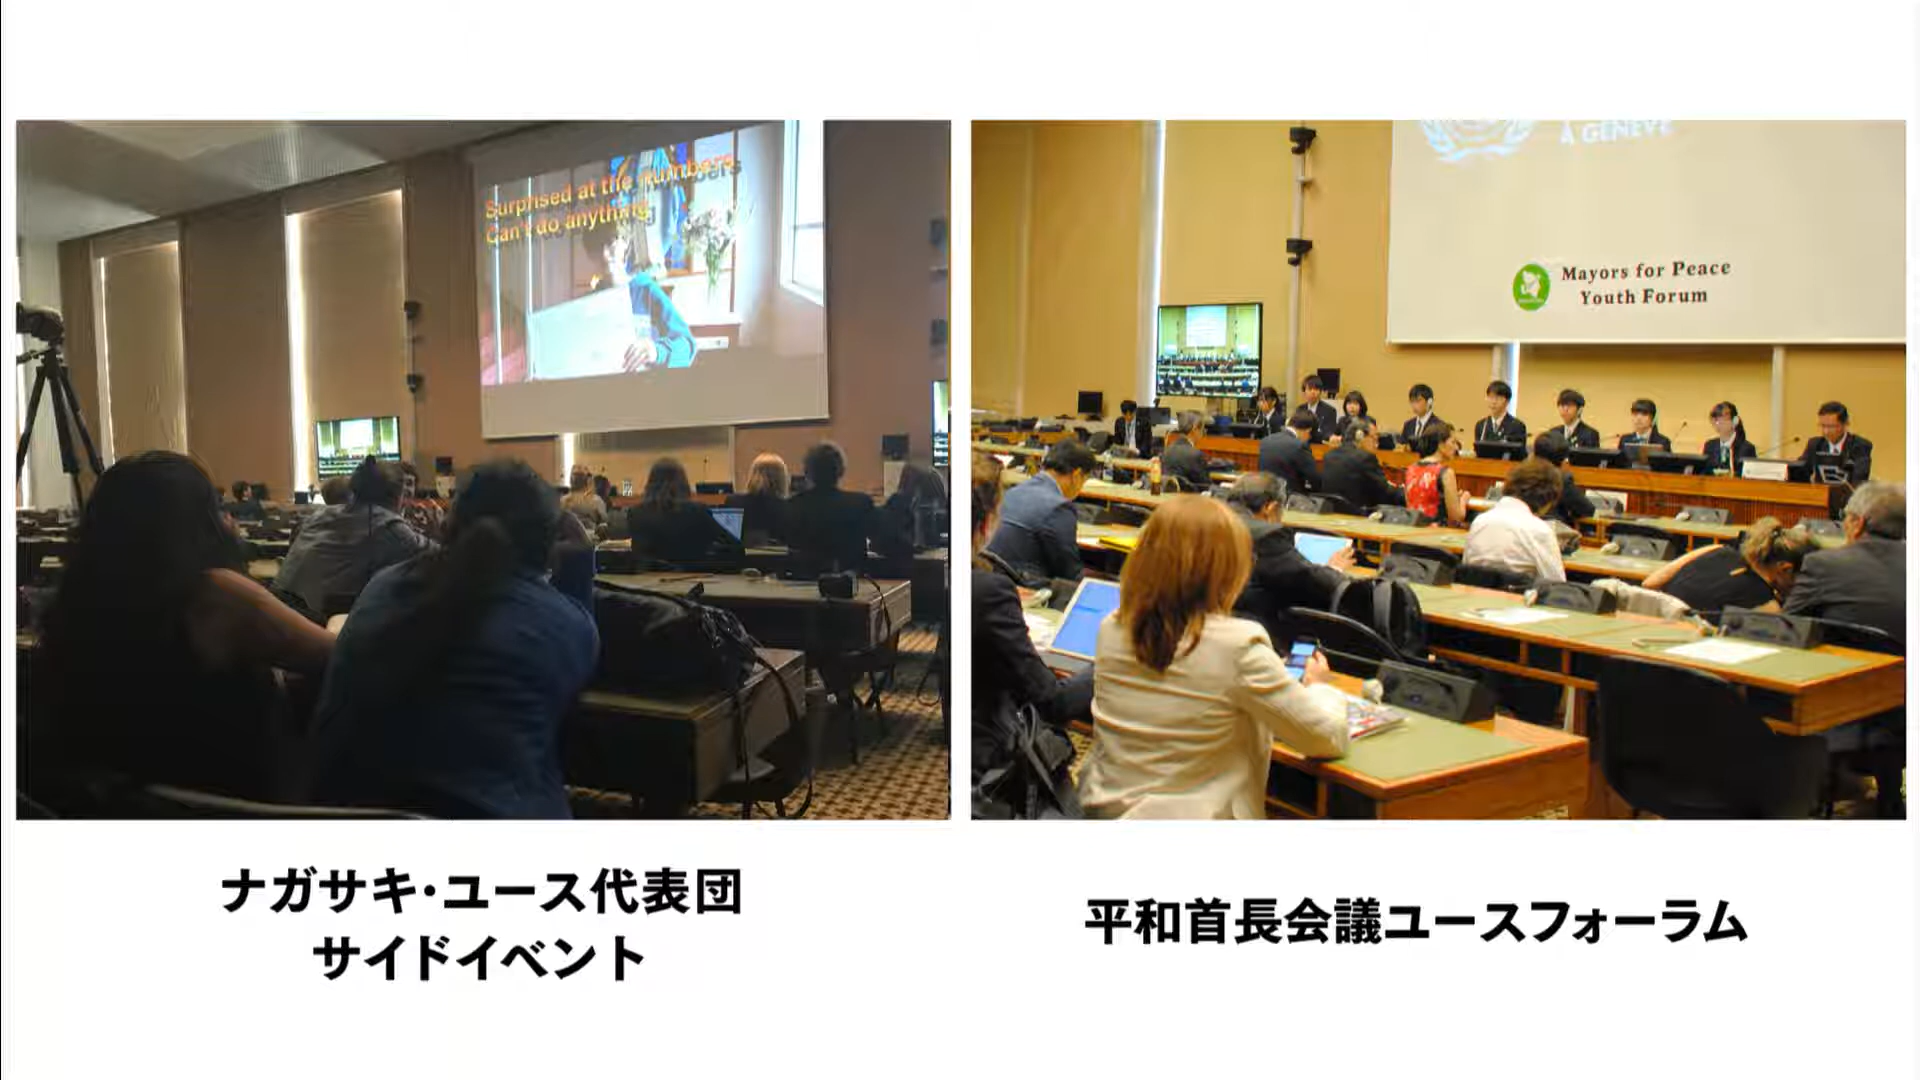 Surprised at the numbers
Can't do anything
À GENÈVE
Mayors for Peace
Youth Forum
ナガサキ・ユース代表団
サイドイベント
平和首長会議ユースフォーラム